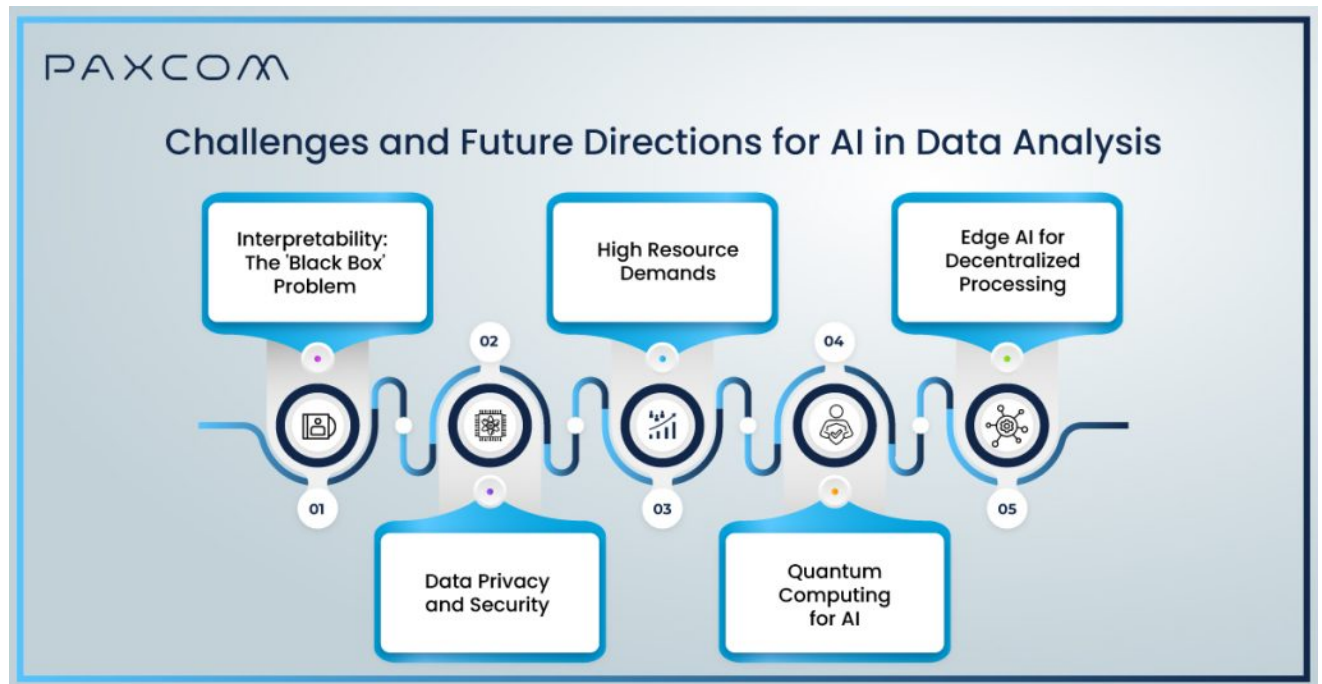 PAXCOM
Challenges and Future Directions for AI in Data Analysis
Interpretability:
The 'Black Box'
Problem
01
02
Data Privacy
and Security
High Resource
Demands
03
04
Quantum
Computing
for AI
Edge AI for
Decentralized
Processing
05